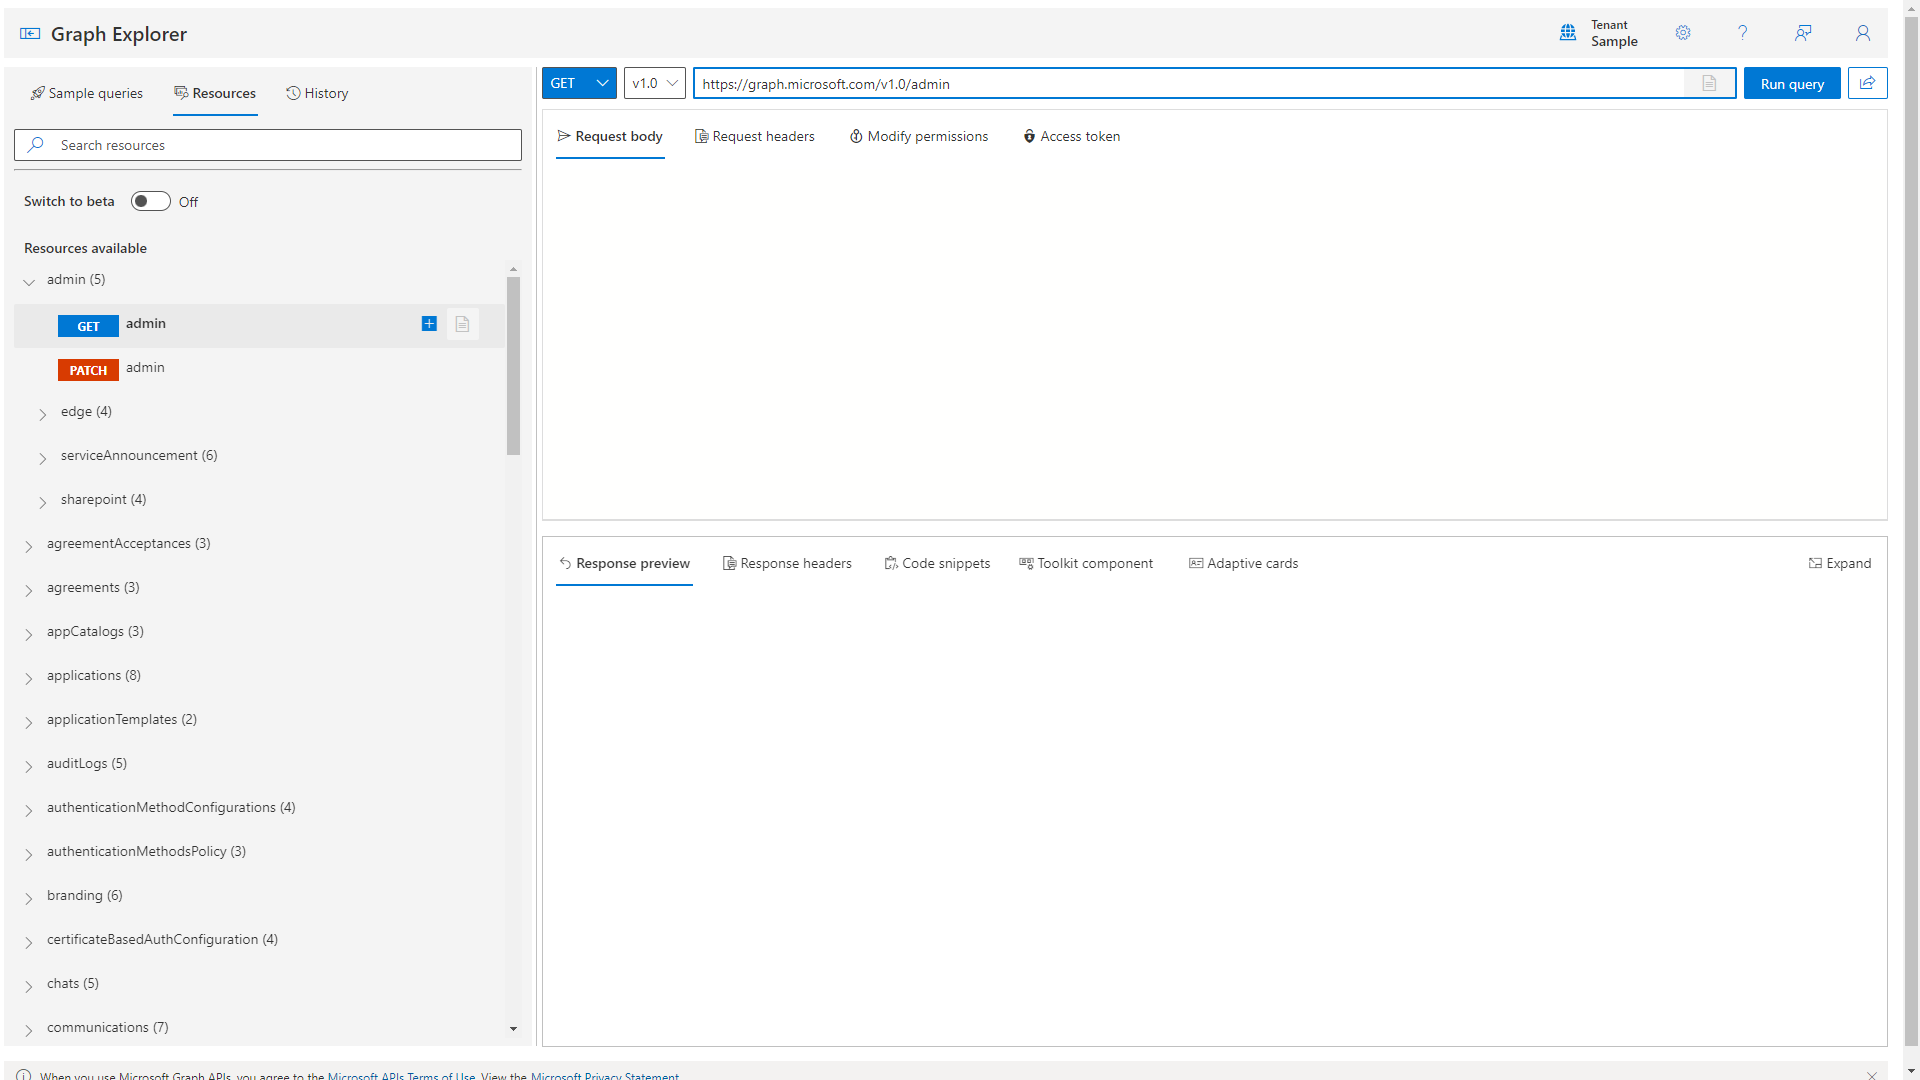 Graph Explorer
Tenant
Sample
Sample queries
Resources
History
GET
v1.0
https://graph.microsoft.com/v1.0/admin
Run query
Search resources
Switch to beta
Off
Resources available
admin (5)
GET
admin
PATCH
admin
edge (4)
serviceAnnouncement (6)
sharepoint (4)
agreementAcceptances (3)
agreements (3)
appCatalogs (3)
applications (8)
applicationTemplates (2)
auditLogs (5)
authenticationMethodConfigurations (4)
authenticationMethodsPolicy (3)
branding (6)
certificateBasedAuthConfiguration (4)
chats (5)
communications (7)
Request body
Request headers
Modify permissions
Access token
Response preview
Response headers
Code snippets
Toolkit component
Adaptive cards
Expand
When you use Microsoft Graph APIs, you agree to the Microsoft APIs Terms of Use. View the Microsoft Privacy Statement